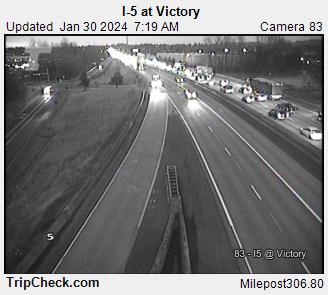 I-5 at Victory
Updated Jan 30 2024 7:19 AM Camera 83
S
83 - I5 @ Victory
TripCheck.com Milepost306.80